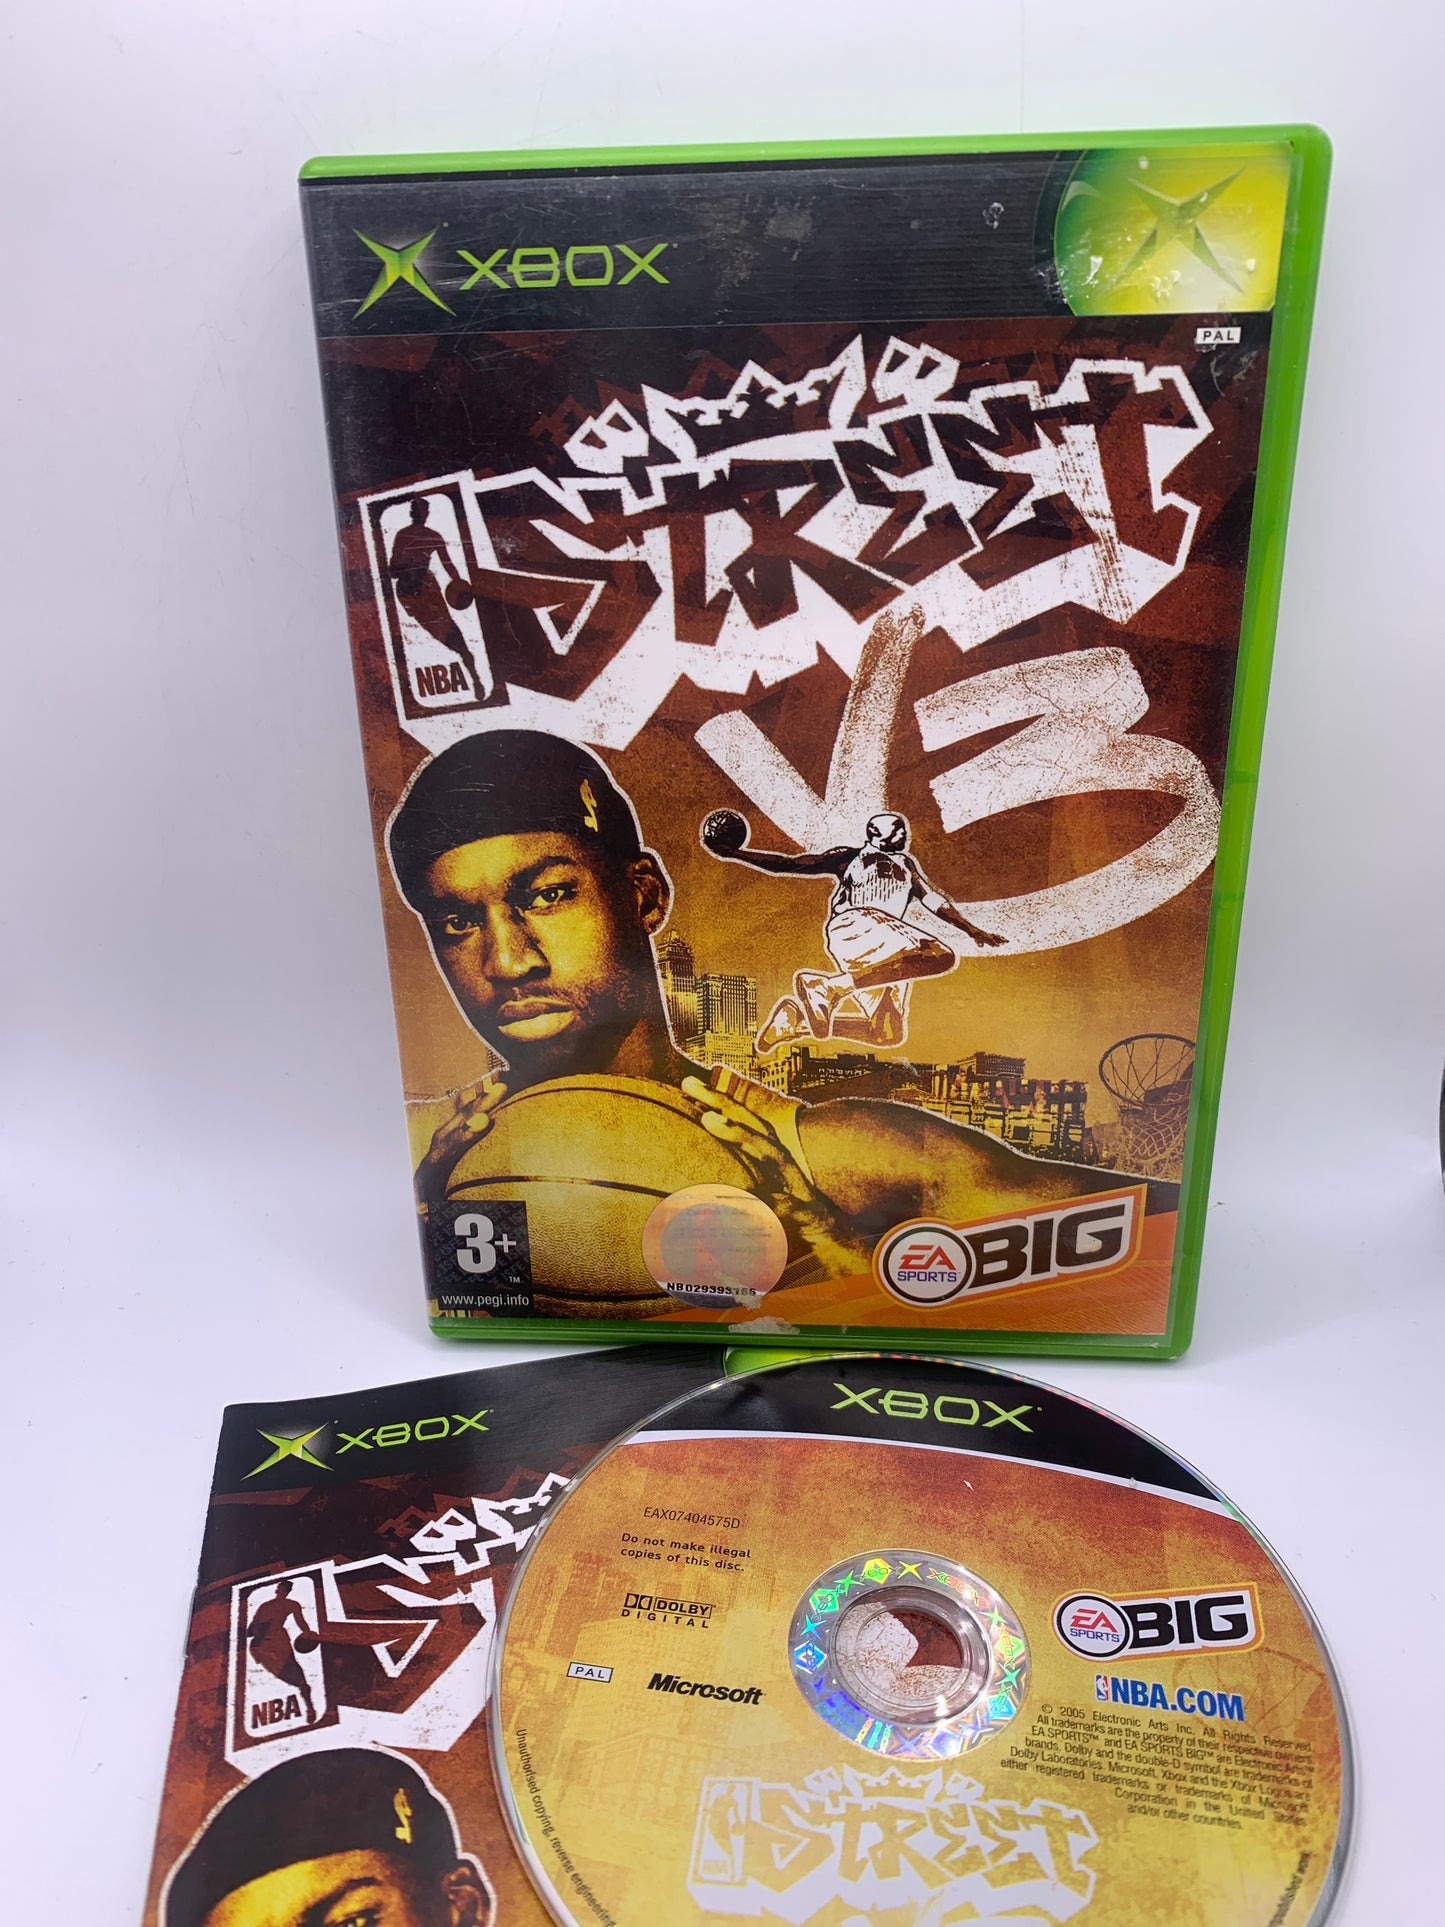 XBOX
PAL
STREET
NBA
V3
3+
™
www.pegi.info
NB029393166
EA SPORTS BIG
XBOX
STREET
NBA
XBOX
EAX07404575D
Do not make illegal
copies of this disc.
DOLBY
DIGITAL
PAL
Microsoft
EA SPORTS BIG
NBA.COM
© 2005 Electronic Arts Inc. All Rights Reserved.
All trademarks are the property of their respective owners.
EA SPORTS™ and EA SPORTS BIG™ are Electronic Arts™
brands. Dolby and the double-D symbol are trademarks of
Dolby Laboratories. Microsoft, Xbox and the Xbox Logos are
either registered trademarks or trademarks of Microsoft
Corporation in the United States
and/or other countries.
Unauthorised copying, reverse engineering
NBA STREET